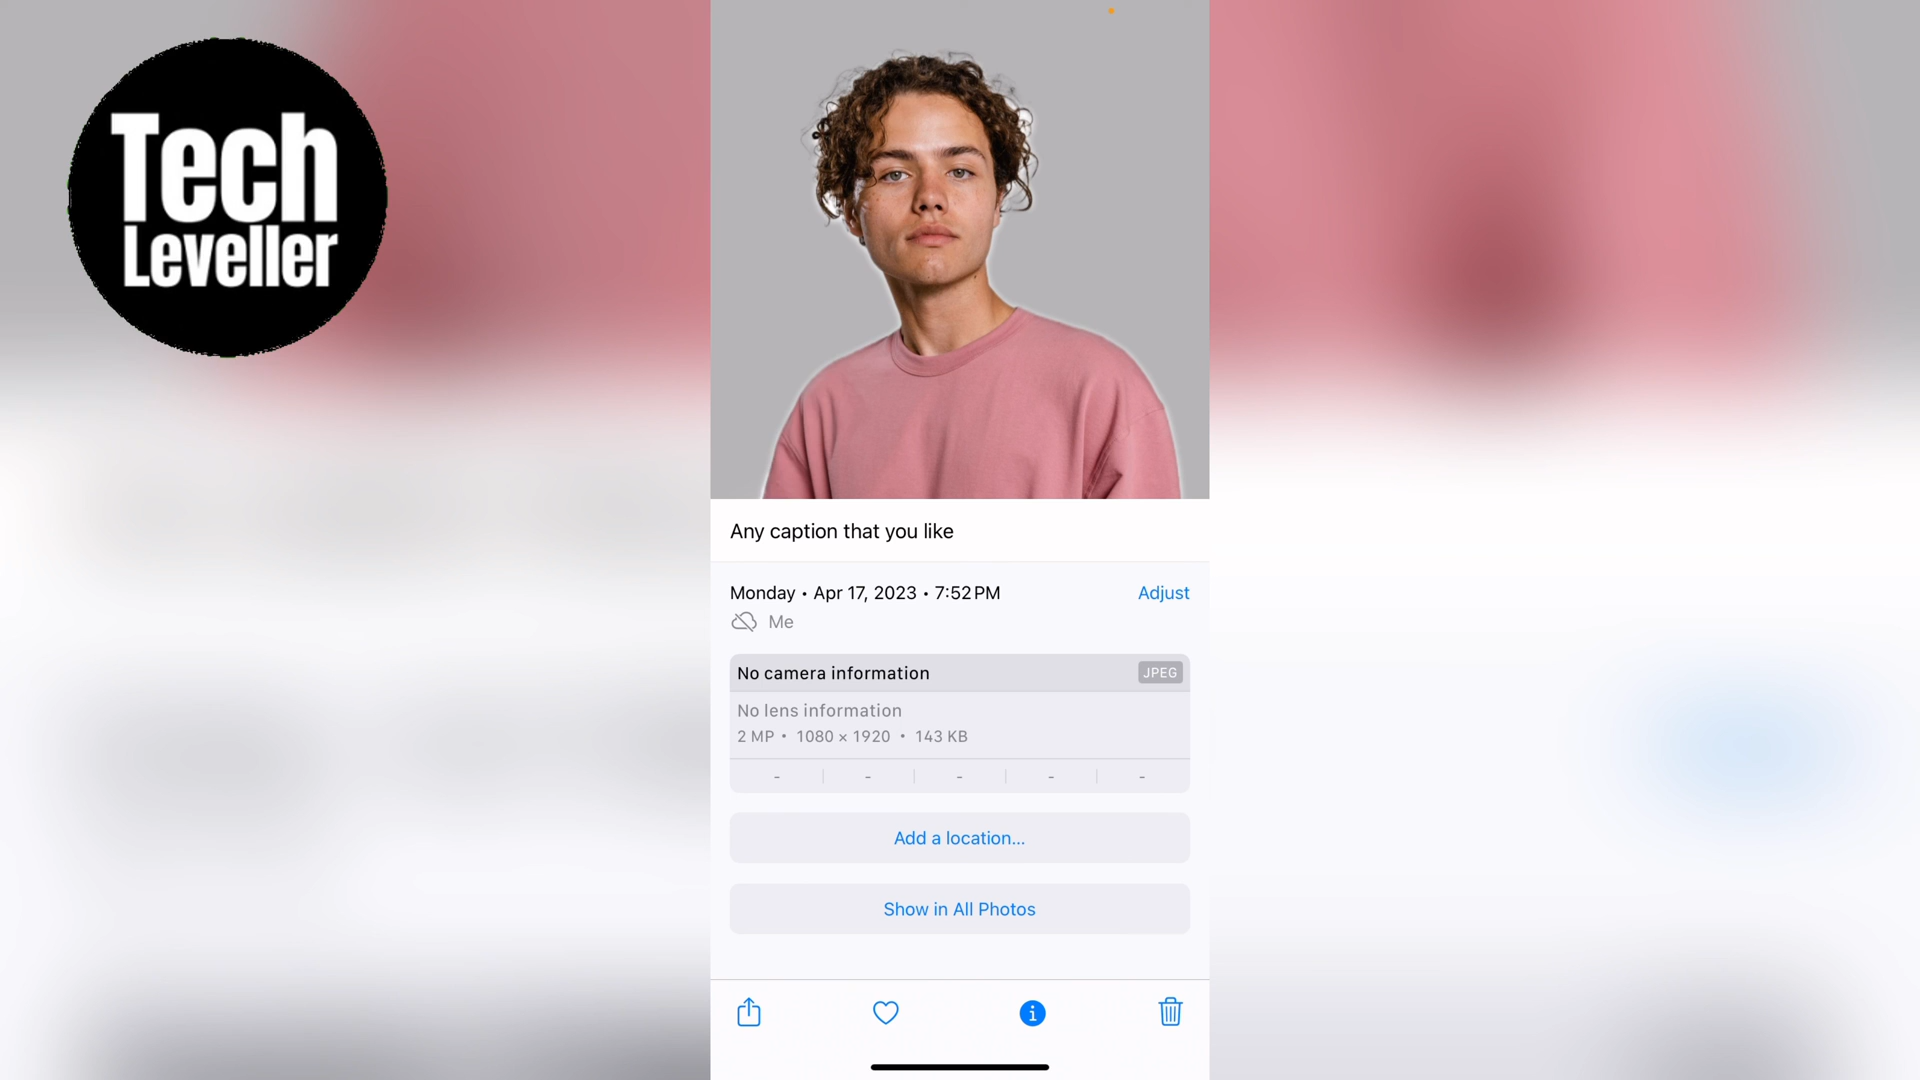 Tech
Leveller
Any caption that you like
Monday • Apr 17, 2023 • 7:52 PM
Adjust
Me
No camera information
JPEG
No lens information
2 MP • 1080 × 1920 • 143 KB
- - - - -
Add a location...
Show in All Photos